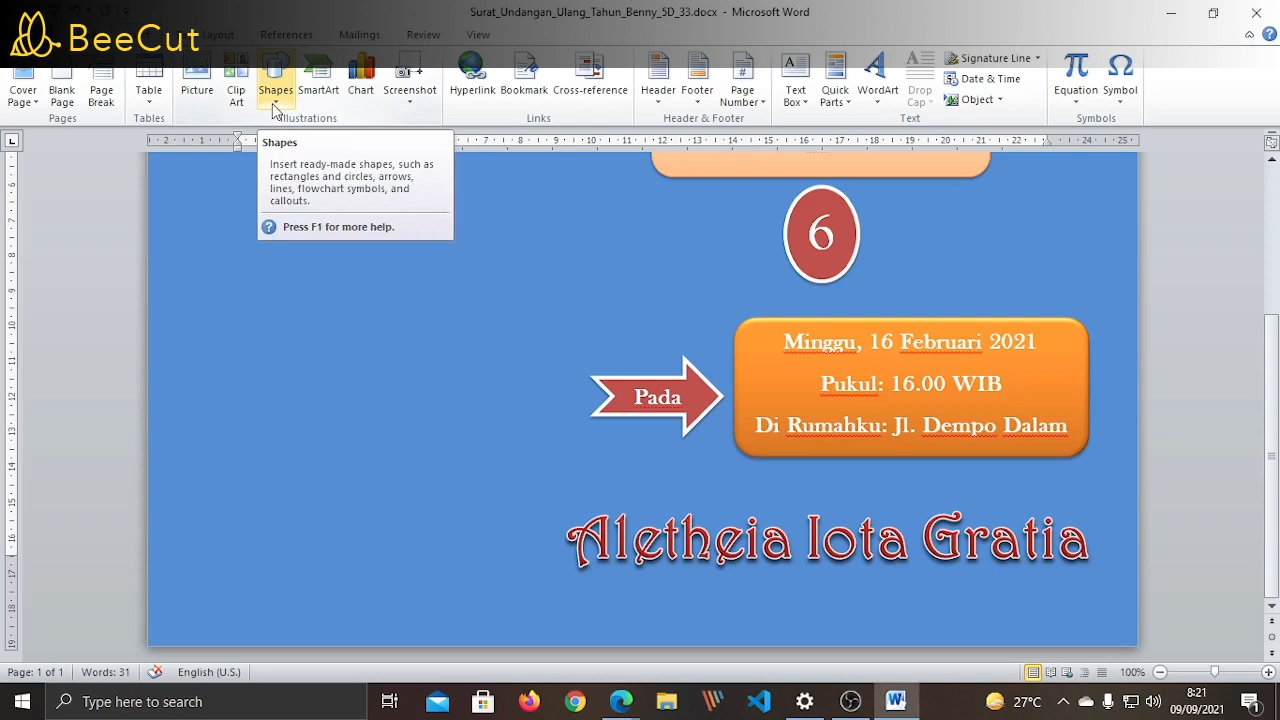 BeeCut
Surat_Undangan_Ulang_Tahun_Benny_5D_33.docx - Microsoft Word
References Mailings Review View
Cover Page
Blank Page
Page Break
Table
Picture
Clip Art
Shapes
SmartArt
Chart
Screenshot
Hyperlink
Bookmark
Cross-reference
Header
Footer
Page Number
Text Box
Quick Parts
WordArt
Drop Cap
Signature Line
Date & Time
Object
Equation
Symbol
Pages
Tables
Links
Header & Footer
Text
Symbols
Shapes
Insert ready-made shapes, such as
rectangles and circles, arrows,
lines, flowchart symbols, and
callouts.
Press F1 for more help.
6
Minggu, 16 Februari 2021
Pukul: 16.00 WIB
Di Rumahku: Jl. Dempo Dalam
Pada
Aletheia Iota Gratia
Page: 1 of 1
Words: 31
English (U.S.)
100%
Type here to search
27°C
8:21
09/09/2021